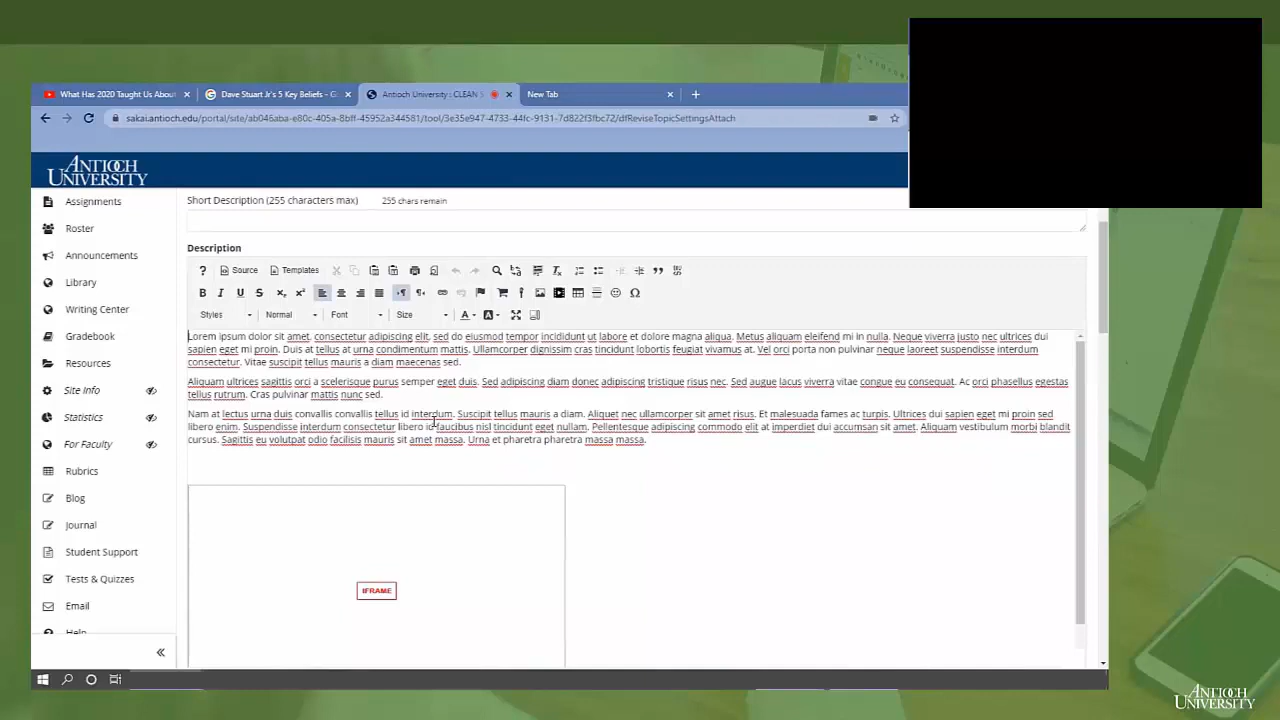 What Has 2020 Taught Us About
Dave Stuart Jr's 5 Key Beliefs - G
Antioch University : CLEAN S
New Tab
sakai.antioch.edu/portal/site/ab046aba-e80c-405a-8bff-45952a344581/tool/3e35e947-4733-44fc-9131-7d822f3fbc72/dfReviseTopicSettingsAttach
ANTIOCH
UNIVERSITY
Assignments
Roster
Announcements
Library
Writing Center
Gradebook
Resources
Site Info
Statistics
For Faculty
Rubrics
Blog
Journal
Student Support
Tests & Quizzes
Email
Help
Short Description (255 characters max) 255 chars remain
Description
? Source Templates
B I U S x₂ x² Ω
Styles Normal Font Size A A
Lorem ipsum dolor sit amet, consectetur adipiscing elit, sed do eiusmod tempor incididunt ut labore et dolore magna aliqua. Metus aliquam eleifend mi in nulla. Neque viverra justo nec ultrices dui
sapien eget mi proin. Duis at tellus at urna condimentum mattis. Ullamcorper dignissim cras tincidunt lobortis feugiat vivamus at. Vel orci porta non pulvinar neque laoreet suspendisse interdum
consectetur. Vitae suscipit tellus mauris a diam maecenas sed.
Aliquam ultrices sagittis orci a scelerisque purus semper eget duis. Sed adipiscing diam donec adipiscing tristique risus nec. Sed augue lacus viverra vitae congue eu consequat. Ac orci phasellus egestas
tellus rutrum. Cras pulvinar mattis nunc sed.
Nam at lectus urna duis convallis convallis tellus id interdum. Suscipit tellus mauris a diam. Aliquet nec ullamcorper sit amet risus. Et malesuada fames ac turpis. Ultrices dui sapien eget mi proin sed
libero enim. Suspendisse interdum consectetur libero id faucibus nisl tincidunt eget nullam. Pellentesque adipiscing commodo elit at imperdiet dui accumsan sit amet. Aliquam vestibulum morbi blandit
cursus. Sagittis eu volutpat odio facilisis mauris sit amet massa. Urna et pharetra pharetra massa massa.
IFRAME
ANTIOCH
UNIVERSITY